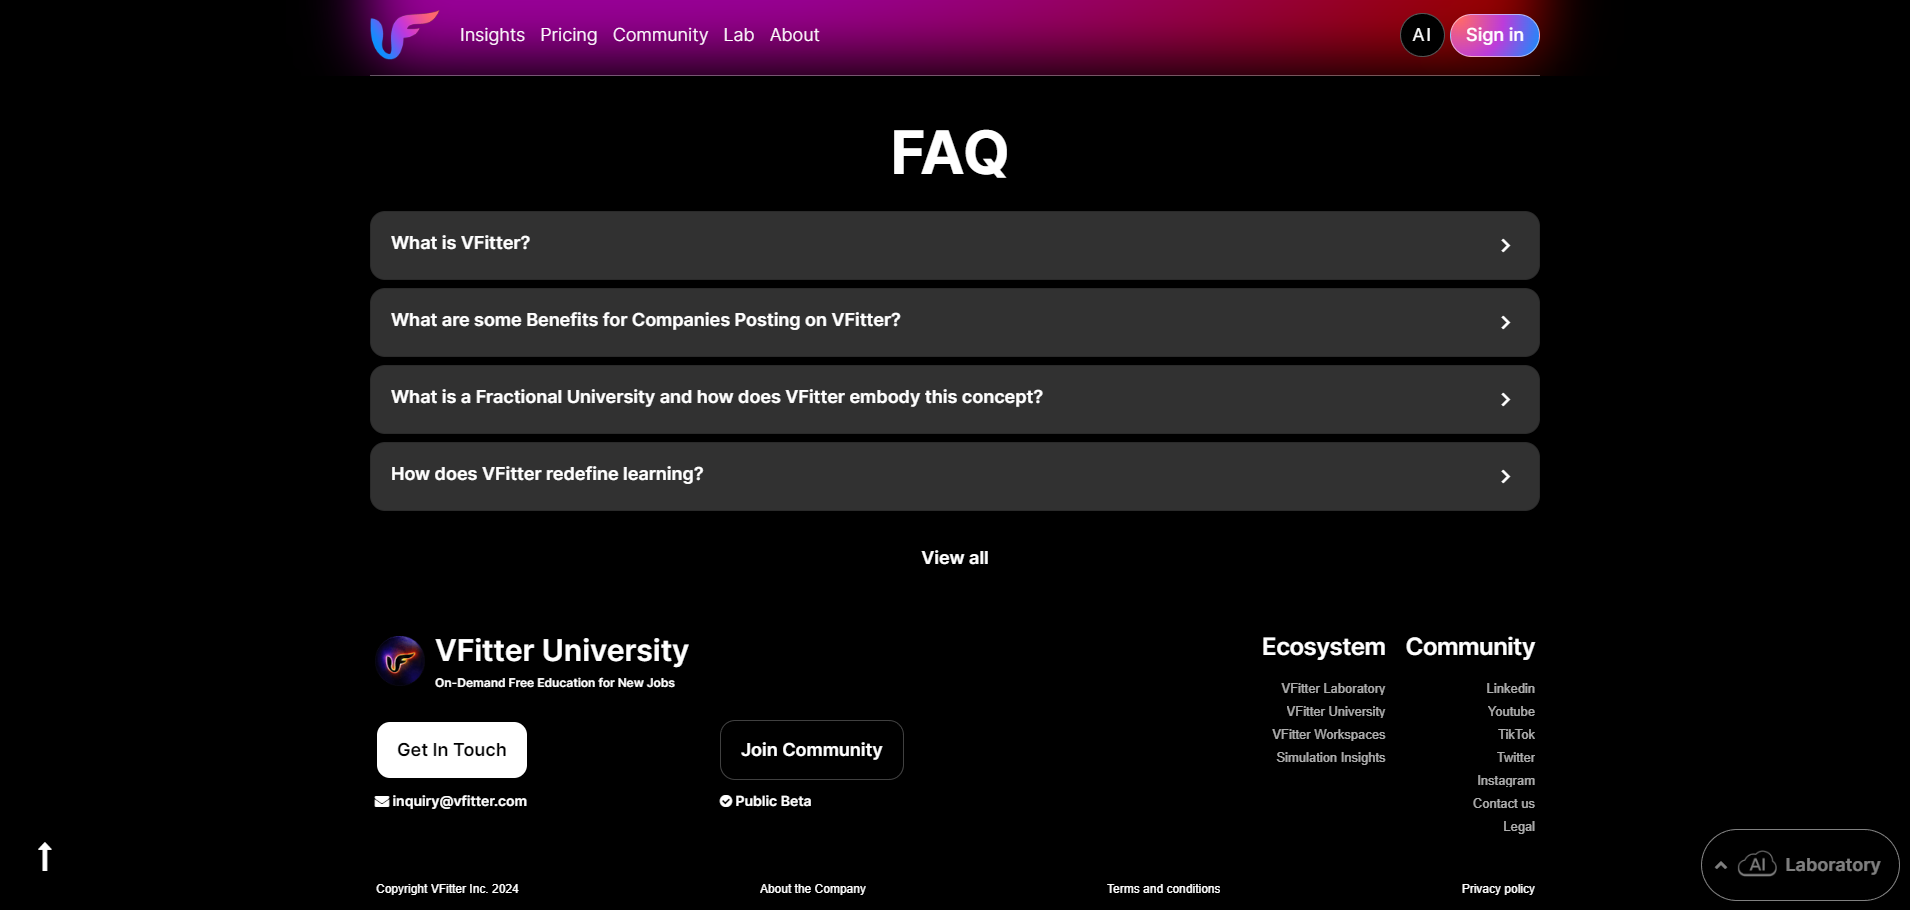 Insights Pricing Community Lab About
AI Sign in
FAQ
What is VFitter?
What are some Benefits for Companies Posting on VFitter?
What is a Fractional University and how does VFitter embody this concept?
How does VFitter redefine learning?
View all
VFitter University
On-Demand Free Education for New Jobs
Get In Touch
inquiry@vfitter.com
Join Community
Public Beta
Ecosystem
VFitter Laboratory
VFitter University
VFitter Workspaces
Simulation Insights
Community
Linkedin
Youtube
TikTok
Twitter
Instagram
Contact us
Legal
AI Laboratory
Copyright VFitter Inc. 2024
About the Company
Terms and conditions
Privacy policy